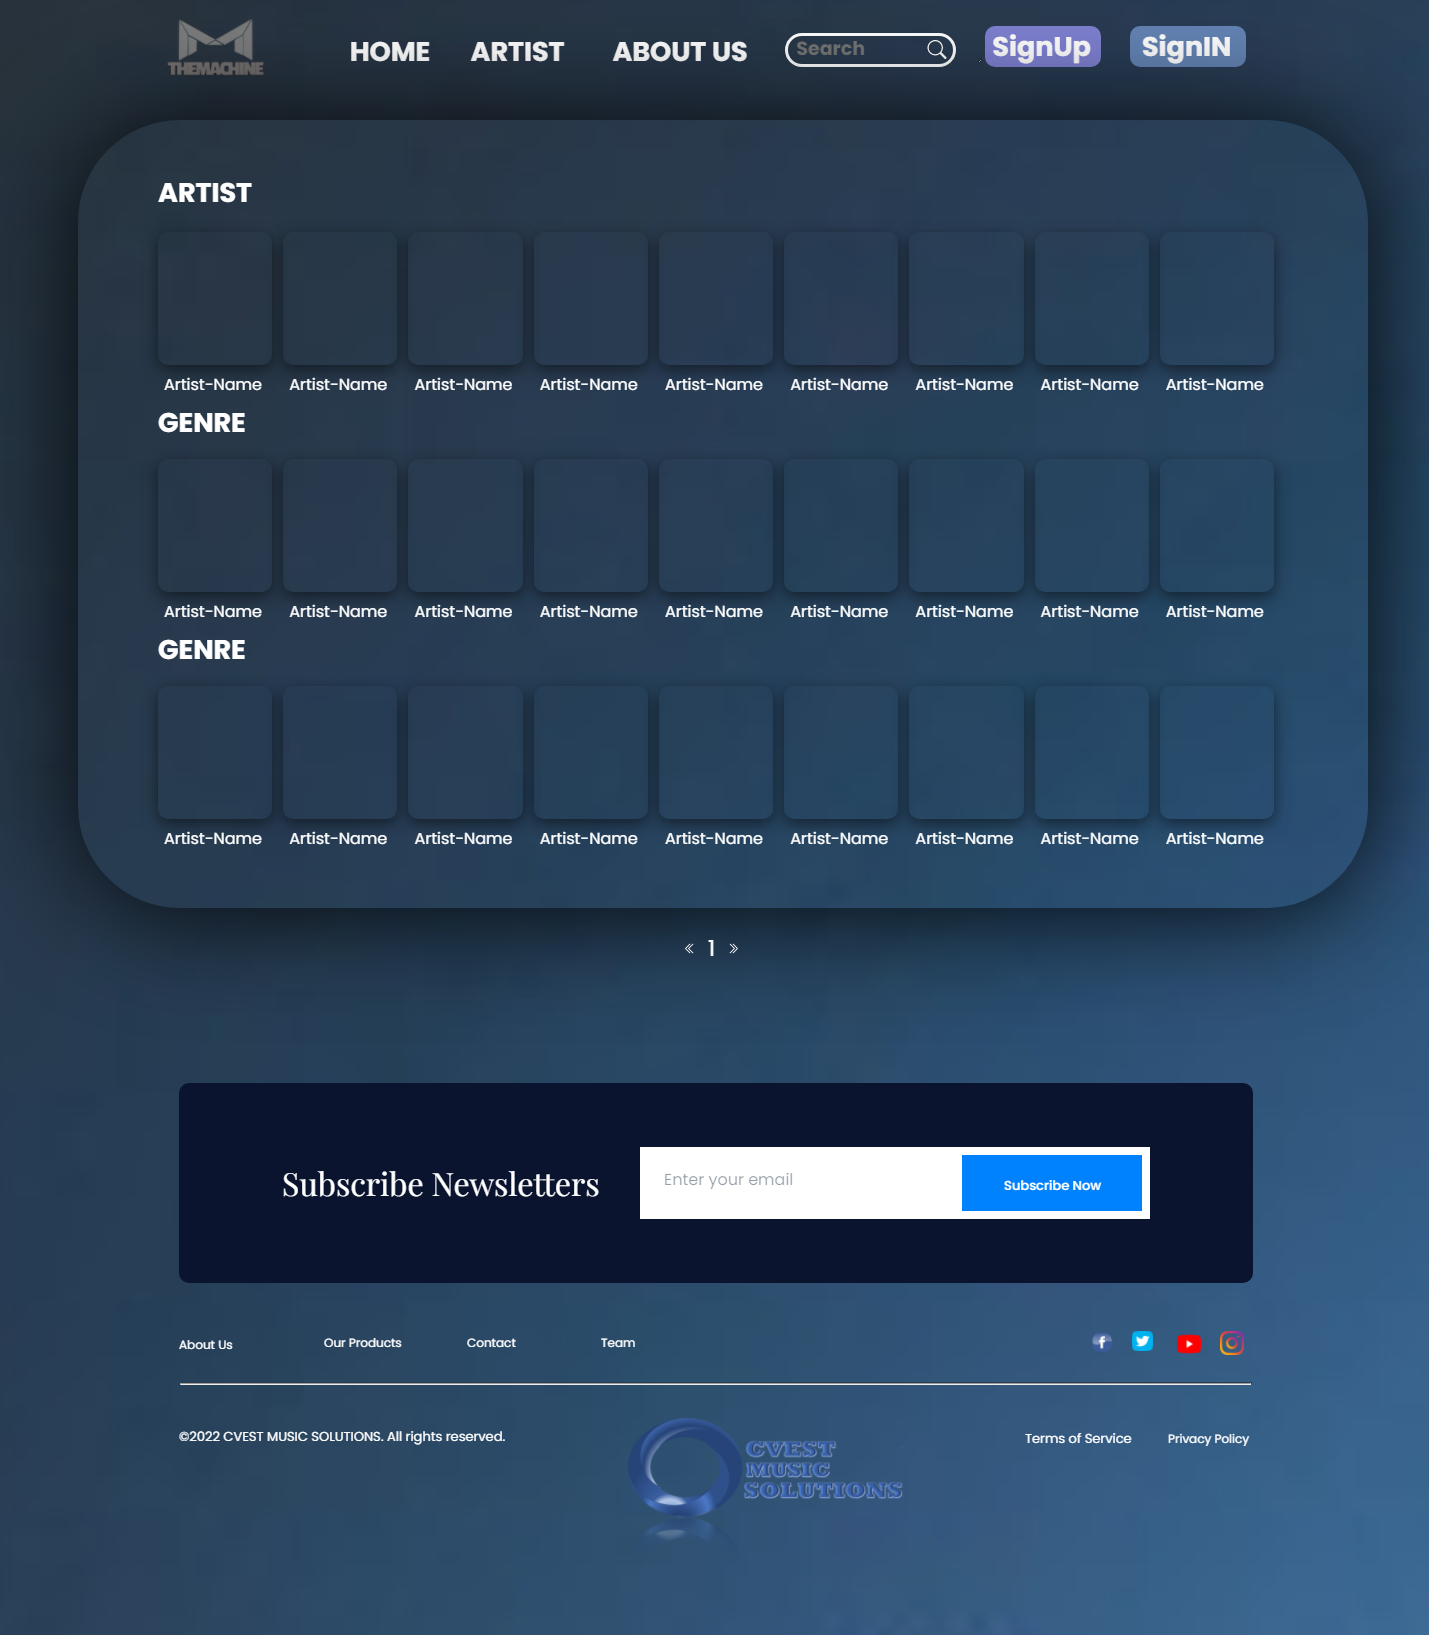 THEMACHINE
HOME ARTIST ABOUT US Search SignUp SignIN
ARTIST
Artist-Name Artist-Name Artist-Name Artist-Name Artist-Name Artist-Name Artist-Name Artist-Name Artist-Name
GENRE
Artist-Name Artist-Name Artist-Name Artist-Name Artist-Name Artist-Name Artist-Name Artist-Name Artist-Name
GENRE
Artist-Name Artist-Name Artist-Name Artist-Name Artist-Name Artist-Name Artist-Name Artist-Name Artist-Name
« 1 »
Subscribe Newsletters Enter your email Subscribe Now
About Us Our Products Contact Team
©2022 CVEST MUSIC SOLUTIONS. All rights reserved.
CVEST
MUSIC
SOLUTIONS
Terms of Service Privacy Policy